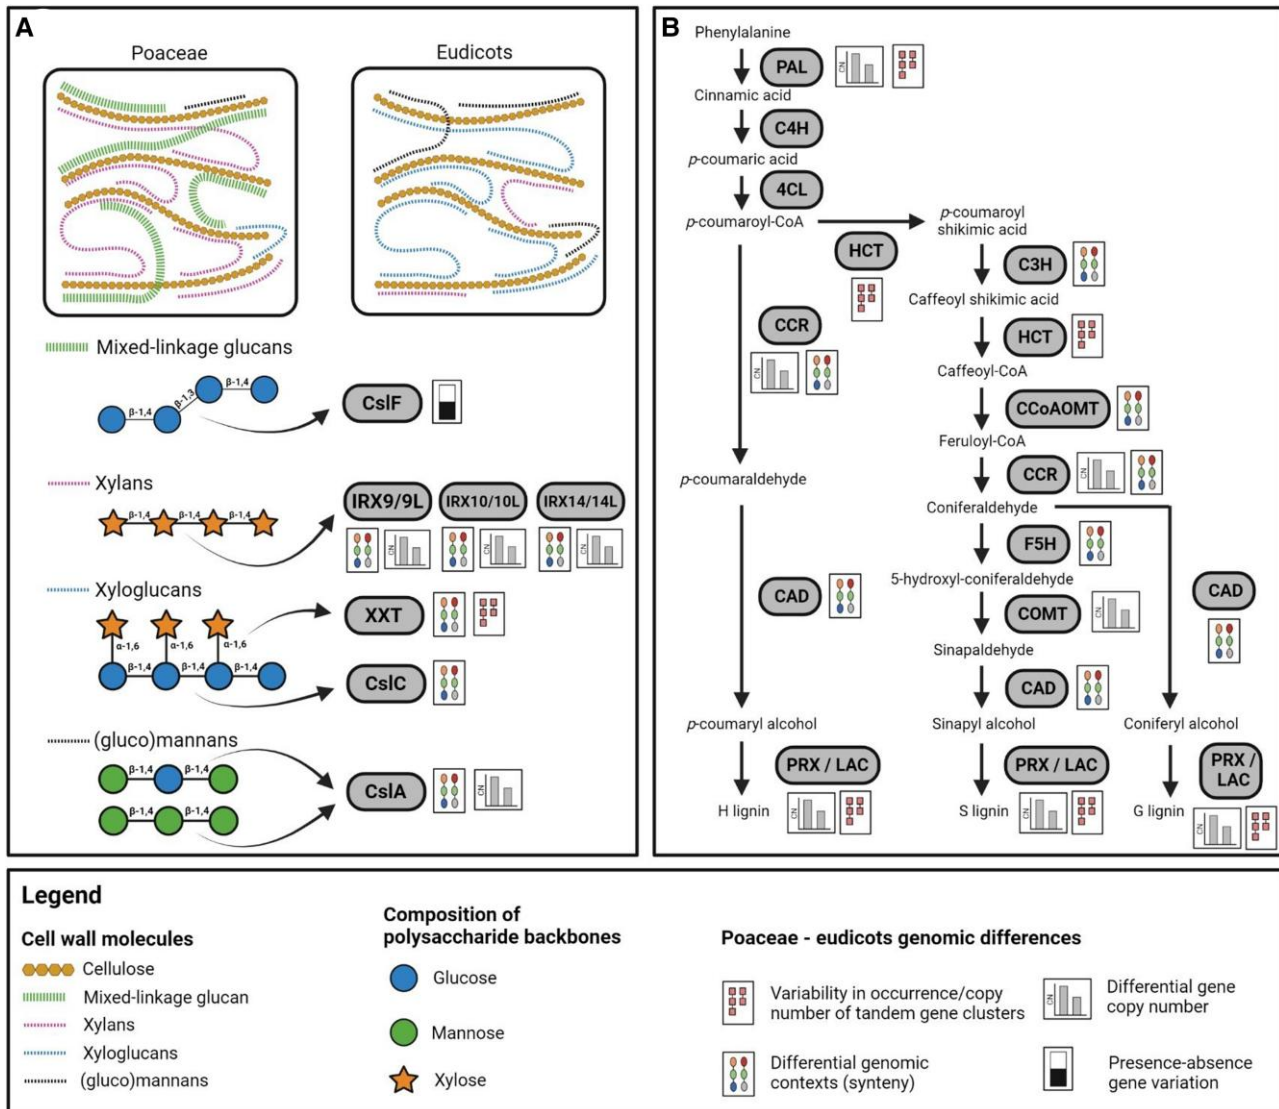 A
Poaceae
Eudicots
Mixed-linkage glucans
β-1,4
β-1,3
β-1,4
CslF
Xylans
β-1,4
β-1,4
β-1,4
IRX9/9L
IRX10/10L
IRX14/14L
CN
CN
CN
Xyloglucans
α-1,6
α-1,6
α-1,6
β-1,4
β-1,4
β-1,4
XXT
CslC
(gluco)mannans
β-1,4
β-1,4
β-1,4
β-1,4
CslA
CN
B
Phenylalanine
PAL
CN
Cinnamic acid
C4H
p-coumaric acid
4CL
p-coumaroyl-CoA
HCT
p-coumaroyl
shikimic acid
C3H
Caffeoyl shikimic acid
HCT
Caffeoyl-CoA
CCoAOMT
Feruloyl-CoA
CCR
CN
Coniferaldehyde
F5H
5-hydroxyl-coniferaldehyde
COMT
CN
Sinapaldehyde
CAD
Sinapyl alcohol
PRX / LAC
CN
S lignin
CCR
CN
p-coumaraldehyde
CAD
p-coumaryl alcohol
PRX / LAC
CN
H lignin
CAD
Coniferyl alcohol
PRX /
LAC
CN
G lignin
Legend
Cell wall molecules
Cellulose
Mixed-linkage glucan
Xylans
Xyloglucans
(gluco)mannans
Composition of
polysaccharide backbones
Glucose
Mannose
Xylose
Poaceae - eudicots genomic differences
Variability in occurrence/copy
number of tandem gene clusters
Differential genomic
contexts (synteny)
CN
Differential gene
copy number
Presence-absence
gene variation